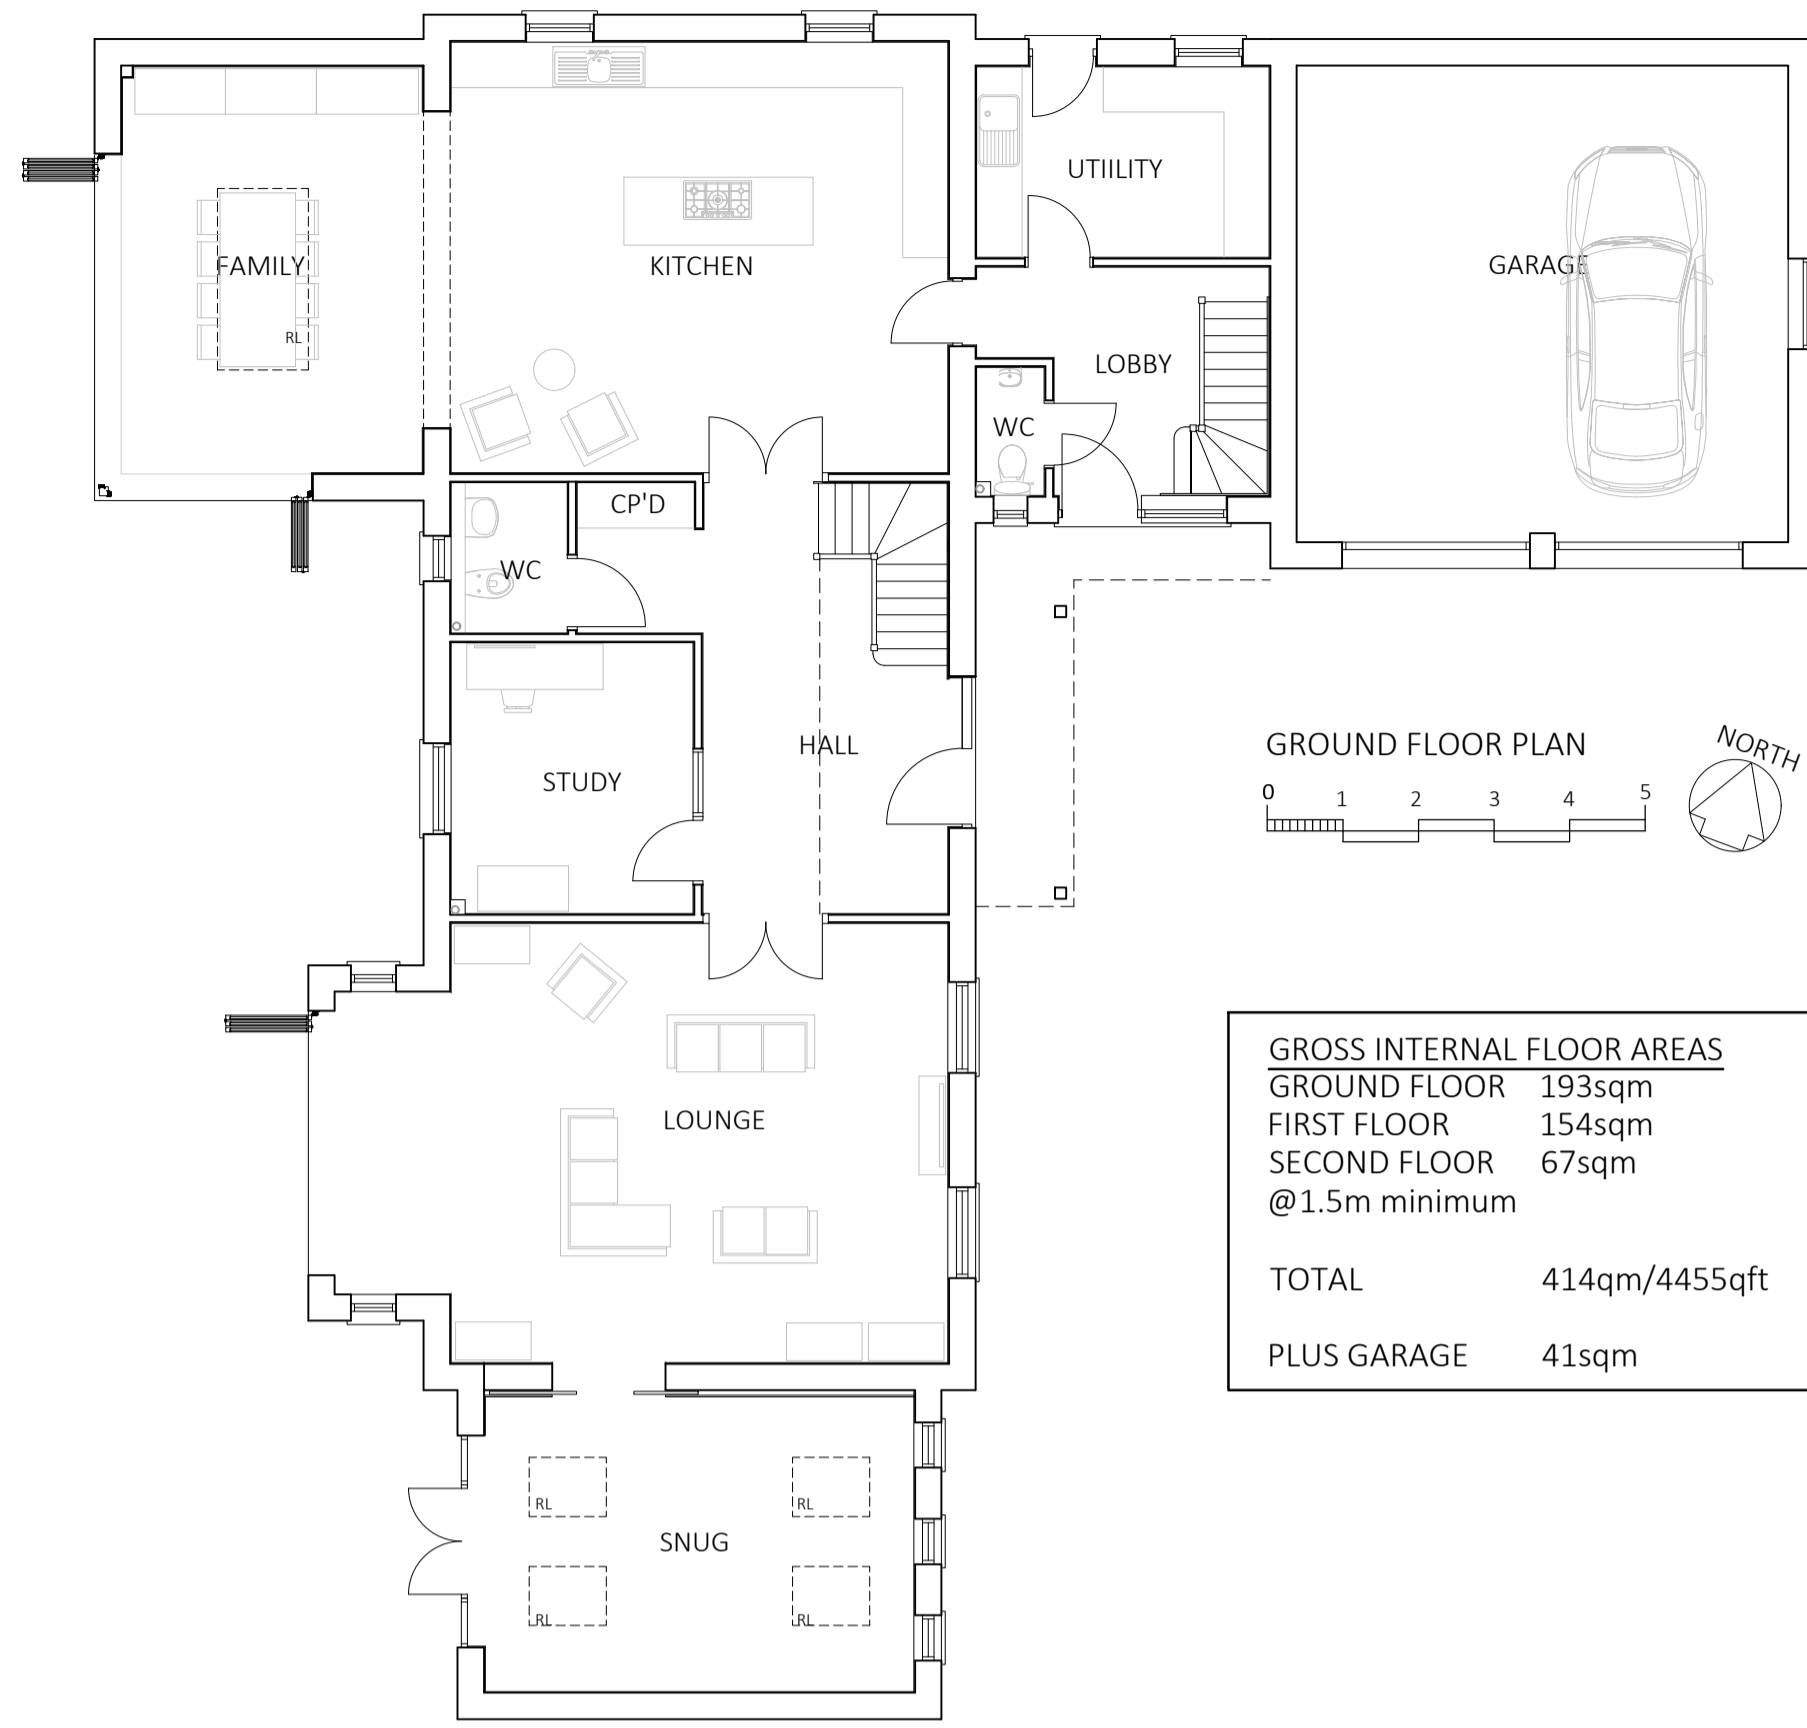 UTIILITY
FAMILY
KITCHEN
GARAGE
RL
LOBBY
WC
CP'D
WC
HALL
STUDY
GROUND FLOOR PLAN
NORTH
0 1 2 3 4 5
GROSS INTERNAL FLOOR AREAS
GROUND FLOOR 193sqm
FIRST FLOOR 154sqm
SECOND FLOOR 67sqm
@1.5m minimum
TOTAL 414qm/4455qft
PLUS GARAGE 41sqm
LOUNGE
RL RL
SNUG
RL RL